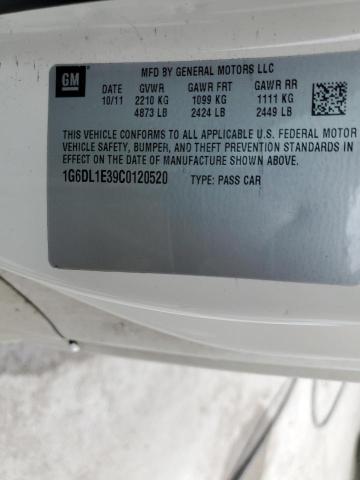 GM
MFD BY GENERAL MOTORS LLC
DATE GVWR GAWR FRT GAWR RR
10/11 2210 KG 1099 KG 1111 KG
4873 LB 2424 LB 2449 LB
THIS VEHICLE CONFORMS TO ALL APPLICABLE U.S. FEDERAL MOTOR
VEHICLE SAFETY, BUMPER, AND THEFT PREVENTION STANDARDS IN
EFFECT ON THE DATE OF MANUFACTURE SHOWN ABOVE.
1G6DL1E39C0120520 TYPE: PASS CAR